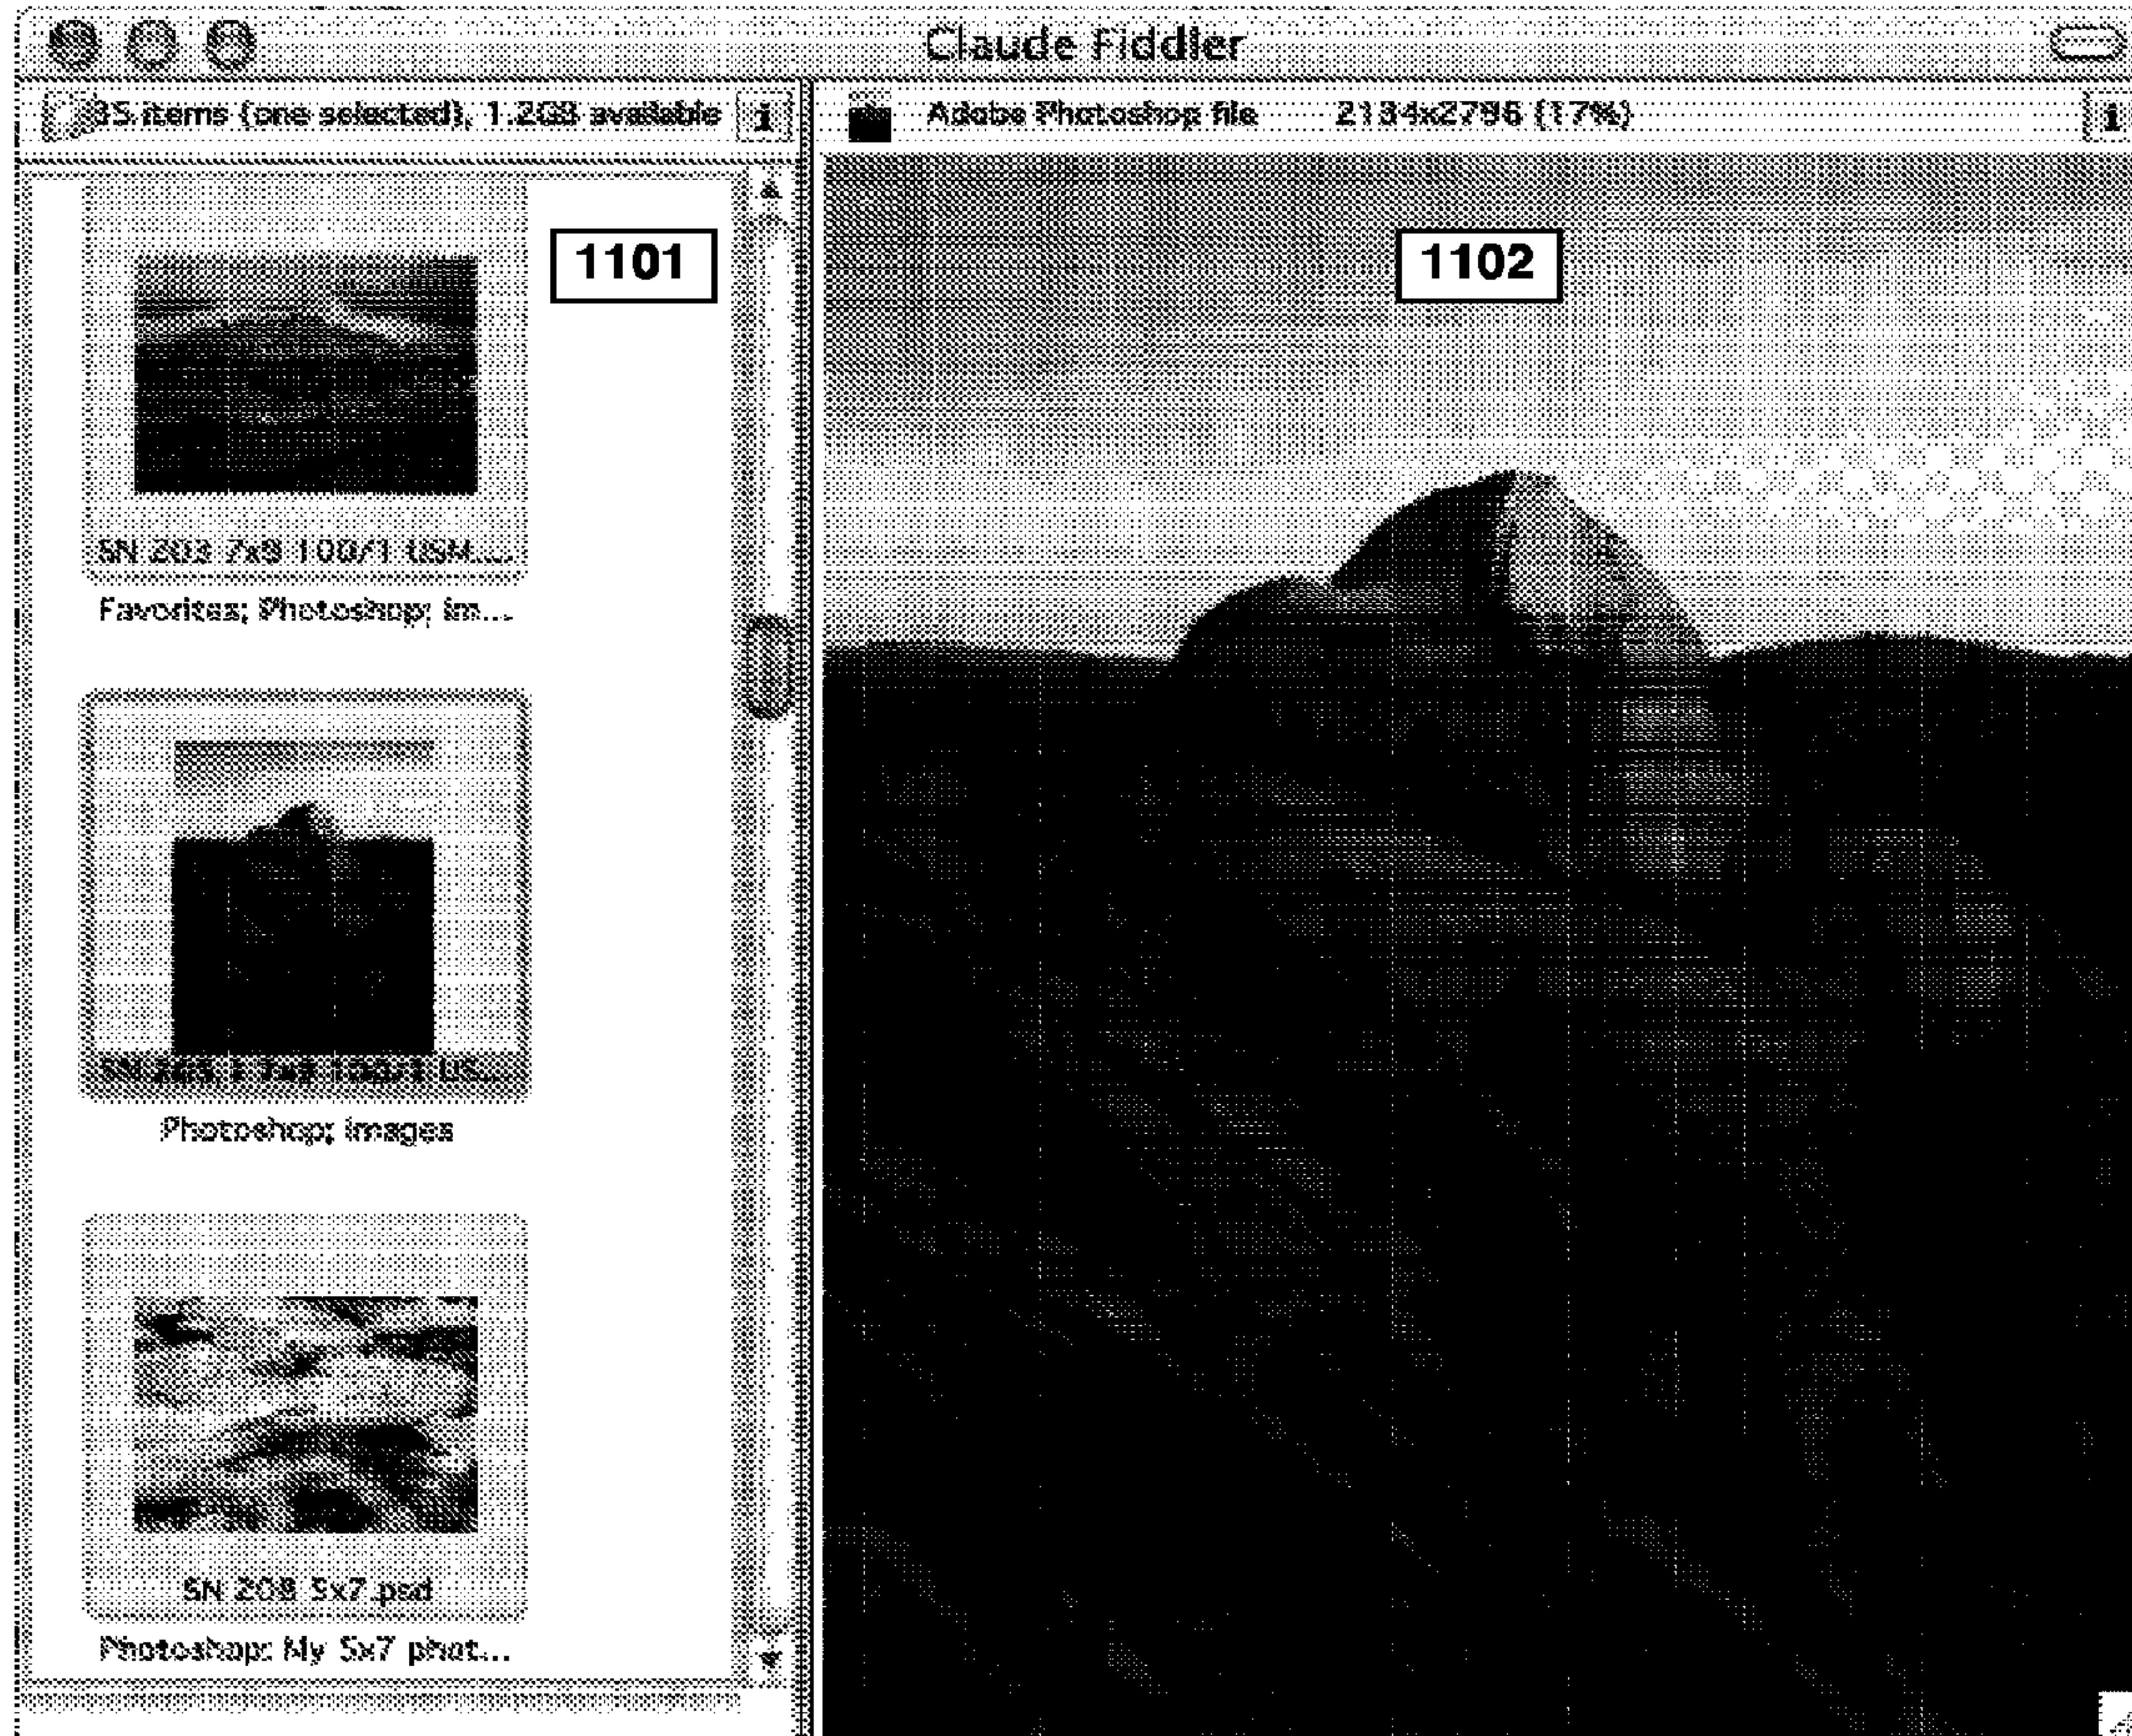 Claude Fiddler
35 items (one selected), 1.2GB available
Adobe Photoshop file 2134x2796 (17%)
1101
1102
SN 203 7x9 100/1 USM....
Favorites; Photoshop; im...
Photoshop; images
SN 208 5x7.psd
Photoshop; My 5x7 phot...